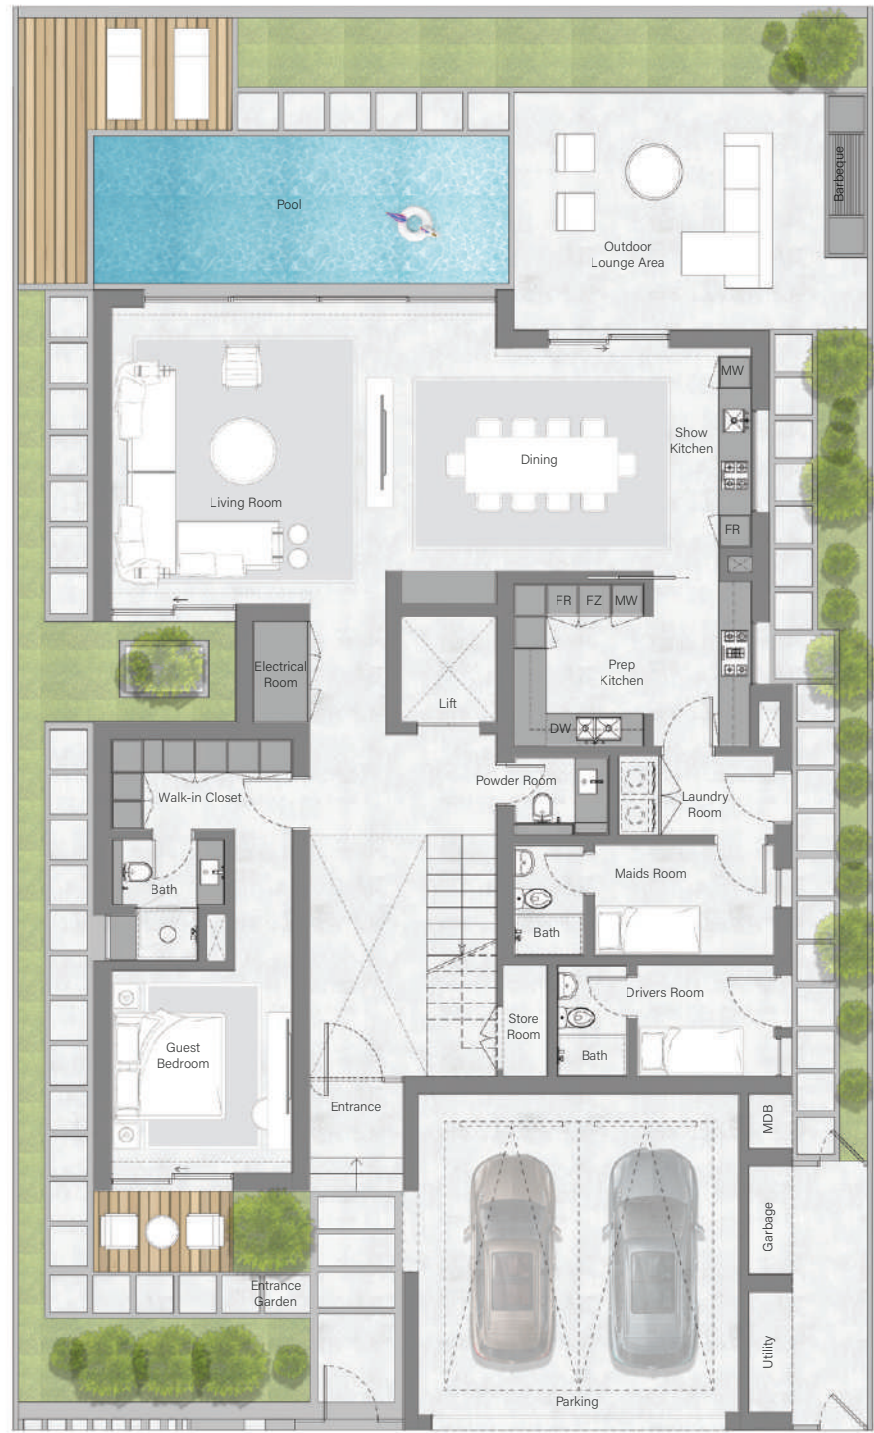 Pool
Barbeque
Outdoor
Lounge Area
MW
Show
Kitchen
Dining
Living Room
FR
FR
FZ
MW
Electrical
Room
Prep
Kitchen
Lift
DW
Powder Room
Walk-in Closet
Laundry
Room
Maids Room
Bath
Bath
Drivers Room
Store
Room
Guest
Bedroom
Bath
Entrance
MDB
Garbage
Entrance
Garden
Utility
Parking